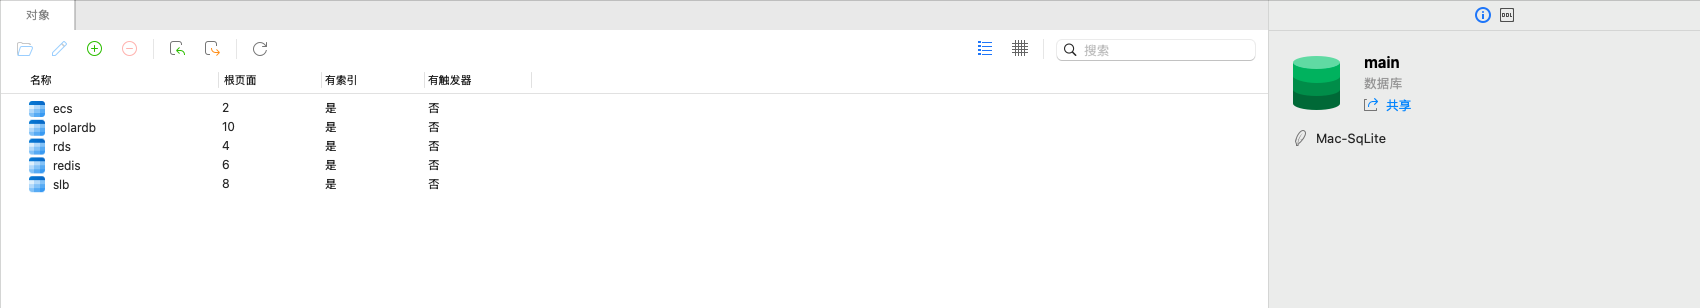 对象
DDL
搜索
名称 根页面 有索引 有触发器
ecs 2 是 否
polardb 10 是 否
rds 4 是 否
redis 6 是 否
slb 8 是 否
main
数据库
共享
Mac-SqLite